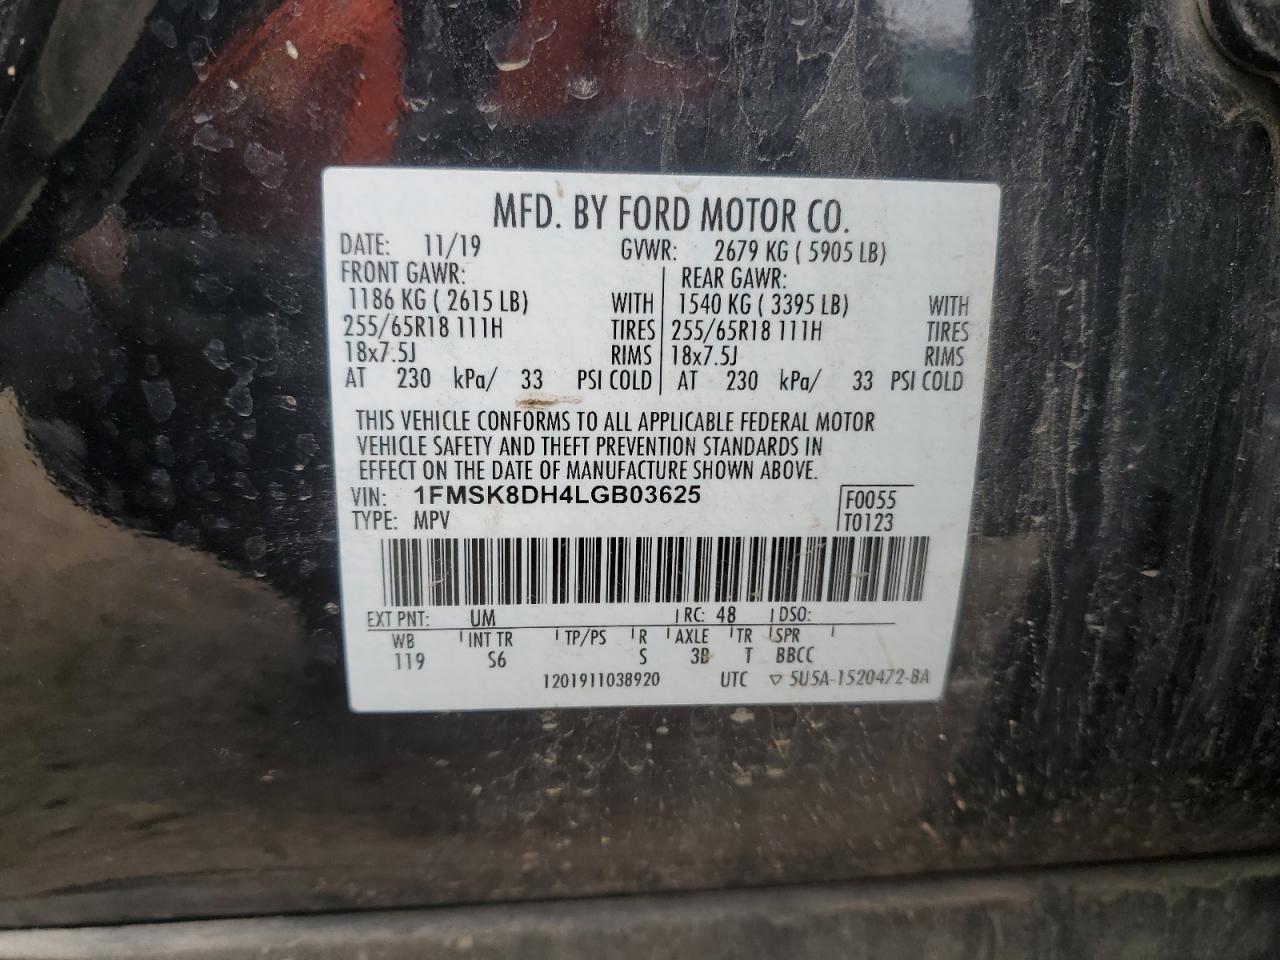 MFD. BY FORD MOTOR CO.
DATE: 11/19 GVWR: 2679 KG ( 5905 LB)
FRONT GAWR: REAR GAWR:
1186 KG ( 2615 LB) WITH 1540 KG ( 3395 LB) WITH
255/65R18 111H TIRES 255/65R18 111H TIRES
18x7.5J RIMS 18x7.5J RIMS
AT 230 kPa/ 33 PSI COLD AT 230 kPa/ 33 PSI COLD
THIS VEHICLE CONFORMS TO ALL APPLICABLE FEDERAL MOTOR
VEHICLE SAFETY AND THEFT PREVENTION STANDARDS IN
EFFECT ON THE DATE OF MANUFACTURE SHOWN ABOVE.
VIN: 1FMSK8DH4LGB03625 F0055
TYPE: MPV T0123
EXT PNT: UM RC: 48 DSO:
WB INT TR TP/PS R AXLE TR SPR
119 S6 S 3B T BBCC
1201911038920 UTC ▽ 5U5A-1520472-BA